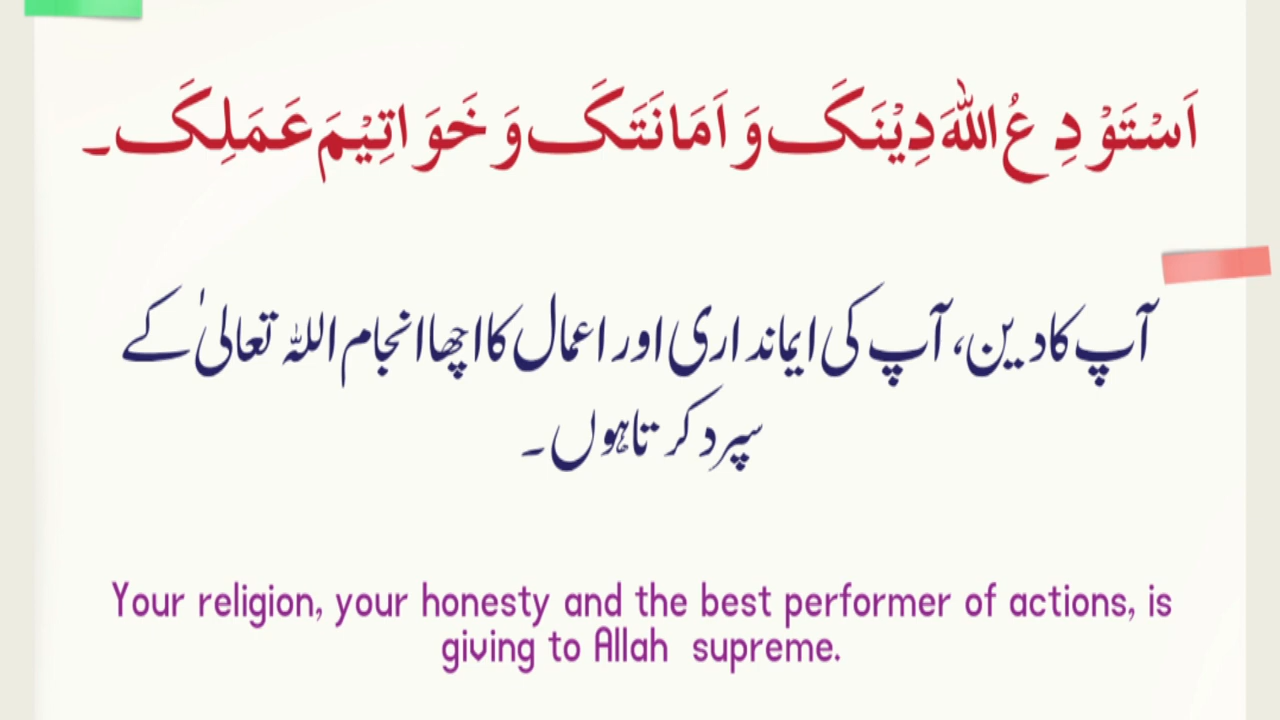 اَسْتَوْدِعُ اللّٰهَ دِیْنَکَ وَ اَمَانَتَکَ وَ خَوَاتِیْمَ عَمَلِکَ۔
آپ کا دین، آپ کی ایمانداری اور اعمال کا اچھا انجام اللہ تعالیٰ کے
سپرد کرتا ہوں۔
Your religion, your honesty and the best performer of actions, is
giving to Allah supreme.